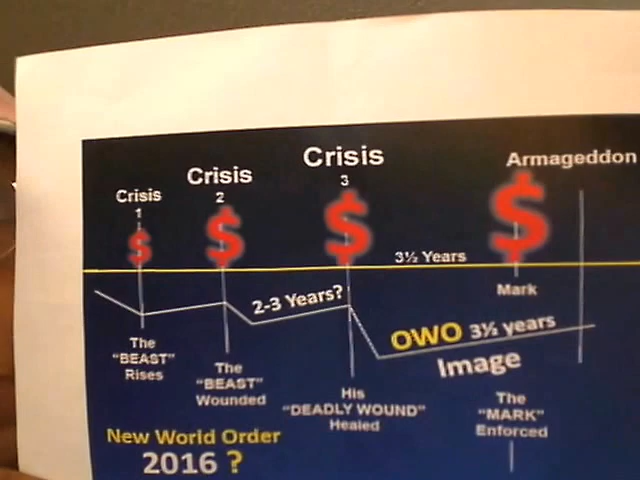 Crisis
1
$
Crisis
2
$
Crisis
3
$
Armageddon
$
3½ Years
Mark
2-3 Years?
OWO 3½ years
Image
The
"BEAST"
Rises
The
"BEAST"
Wounded
His
"DEADLY WOUND"
Healed
The
"MARK"
Enforced
New World Order
2016 ?